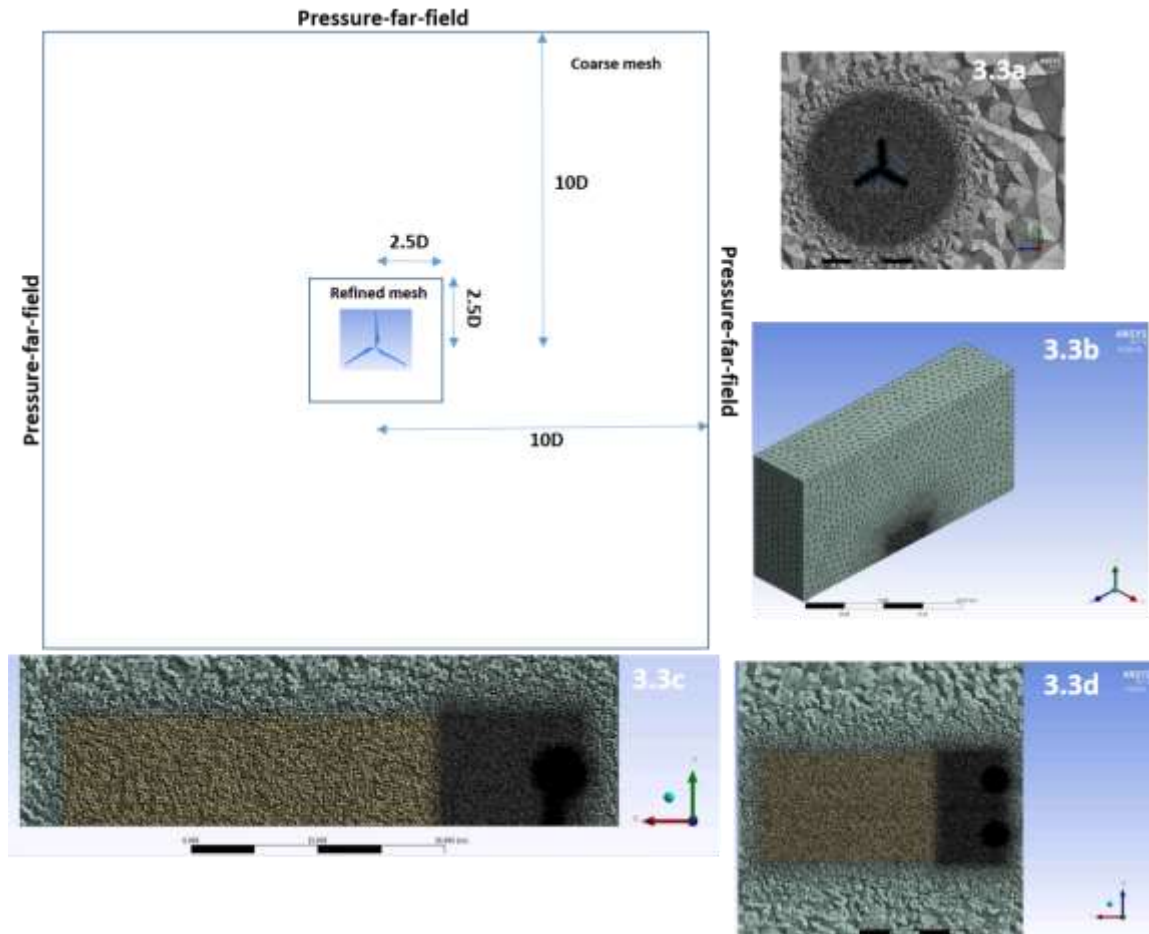 Pressure-far-field
Coarse mesh
10D
2.5D
Refined mesh
2.5D
10D
Pressure-far-field
Pressure-far-field
3.3a
3.3b
3.3c
3.3d